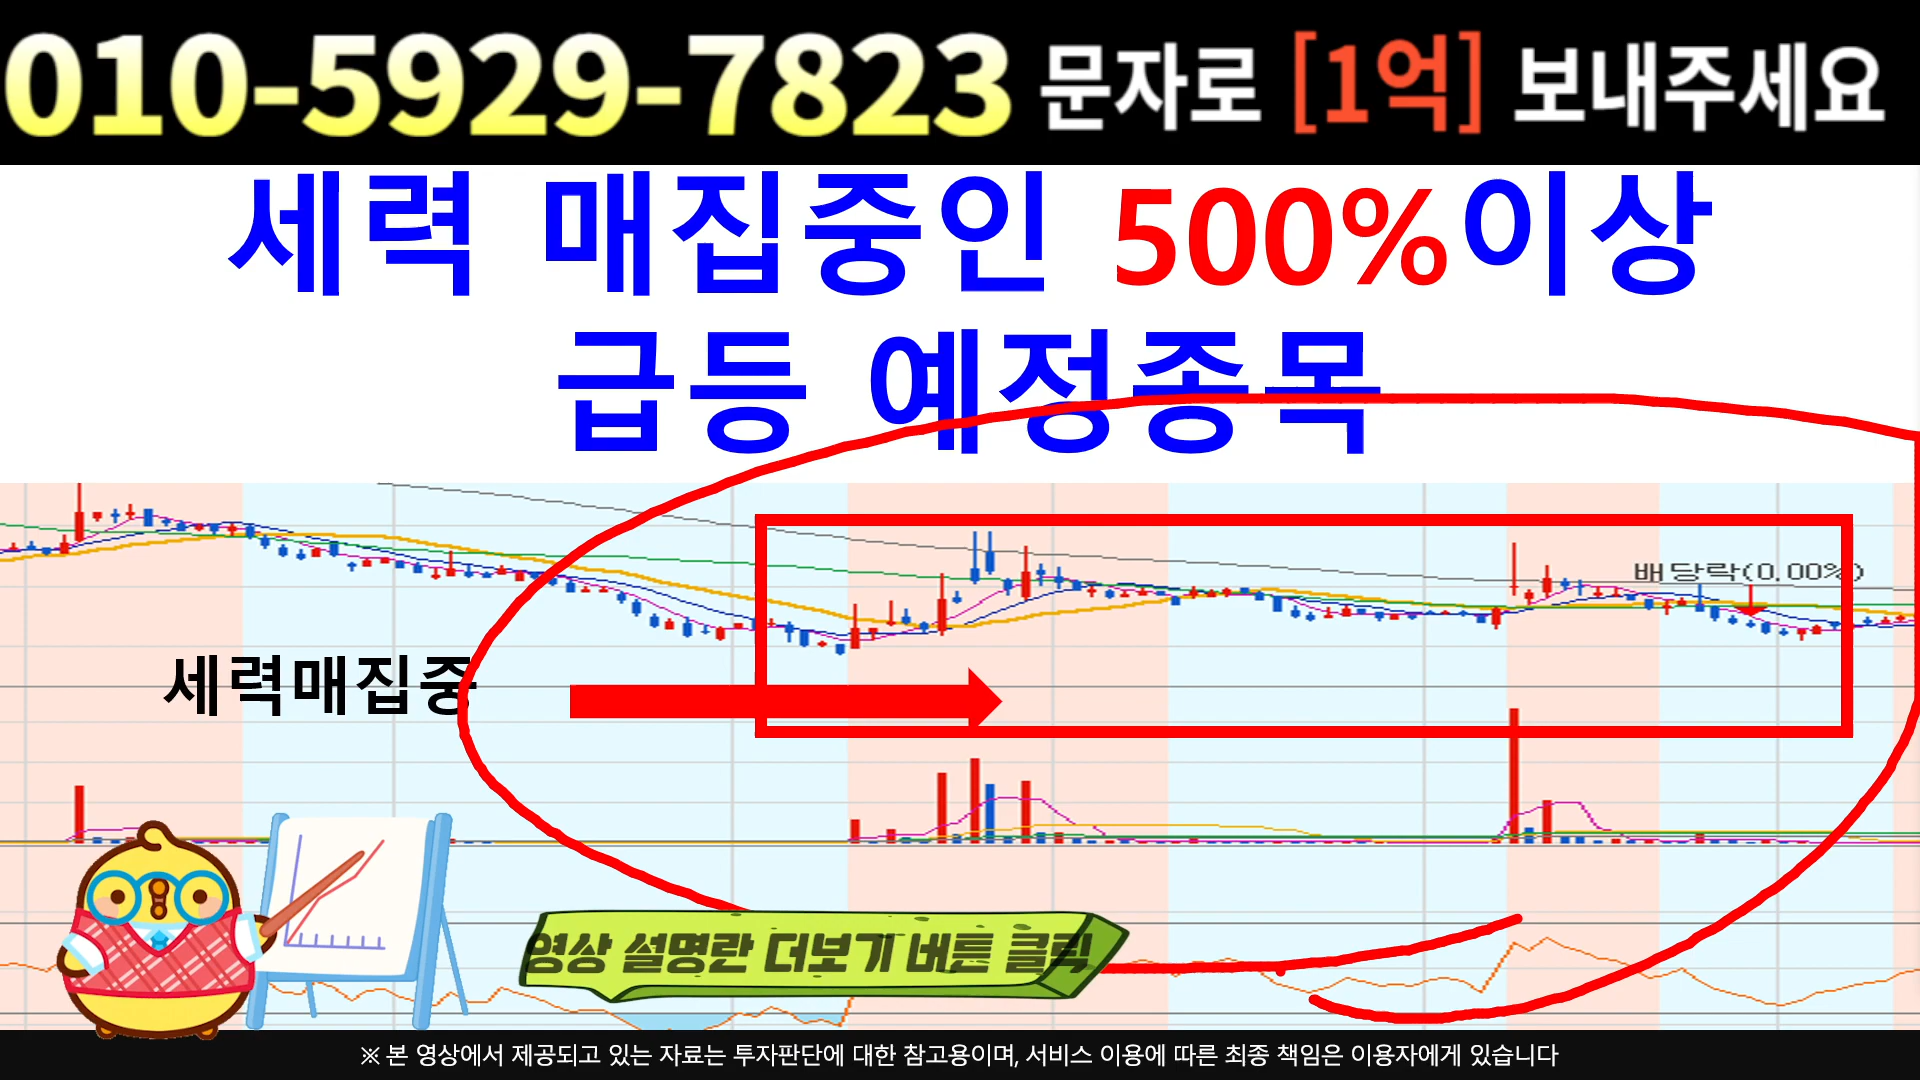 010-5929-7823 문자로 [1억] 보내주세요
세력 매집중인 500%이상
급등 예정종목
배당락(0.00%)
세력매집중
영상 설명란 더보기 버튼 클릭
※ 본 영상에서 제공되고 있는 자료는 투자판단에 대한 참고용이며, 서비스 이용에 따른 최종 책임은 이용자에게 있습니다